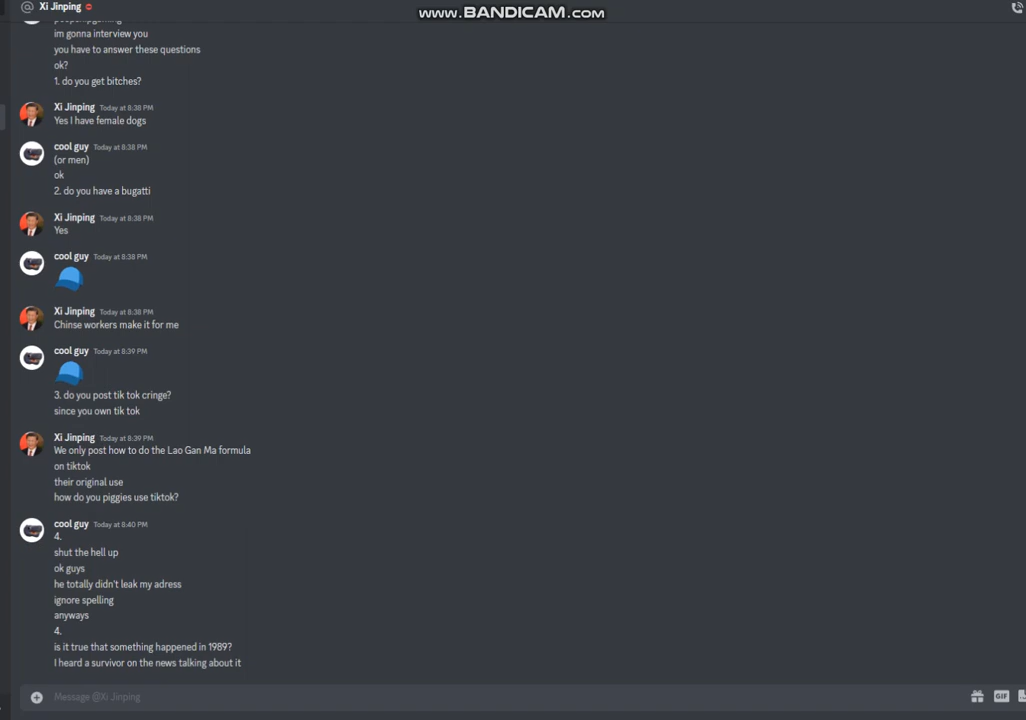 Xi Jinping
www.BANDICAM.com
im gonna interview you
you have to answer these questions
ok?
1. do you get bitches?
Xi Jinping Today at 8:38 PM
Yes I have female dogs
cool guy Today at 8:38 PM
(or men)
ok
2. do you have a bugatti
Xi Jinping Today at 8:38 PM
Yes
cool guy Today at 8:38 PM
Xi Jinping Today at 8:38 PM
Chinse workers make it for me
cool guy Today at 8:39 PM
3. do you post tik tok cringe?
since you own tik tok
Xi Jinping Today at 8:39 PM
We only post how to do the Lao Gan Ma formula
on tiktok
their original use
how do you piggies use tiktok?
cool guy Today at 8:40 PM
4.
shut the hell up
ok guys
he totally didn't leak my adress
ignore spelling
anyways
4.
is it true that something happened in 1989?
I heard a survivor on the news talking about it
Message @Xi Jinping
GIF